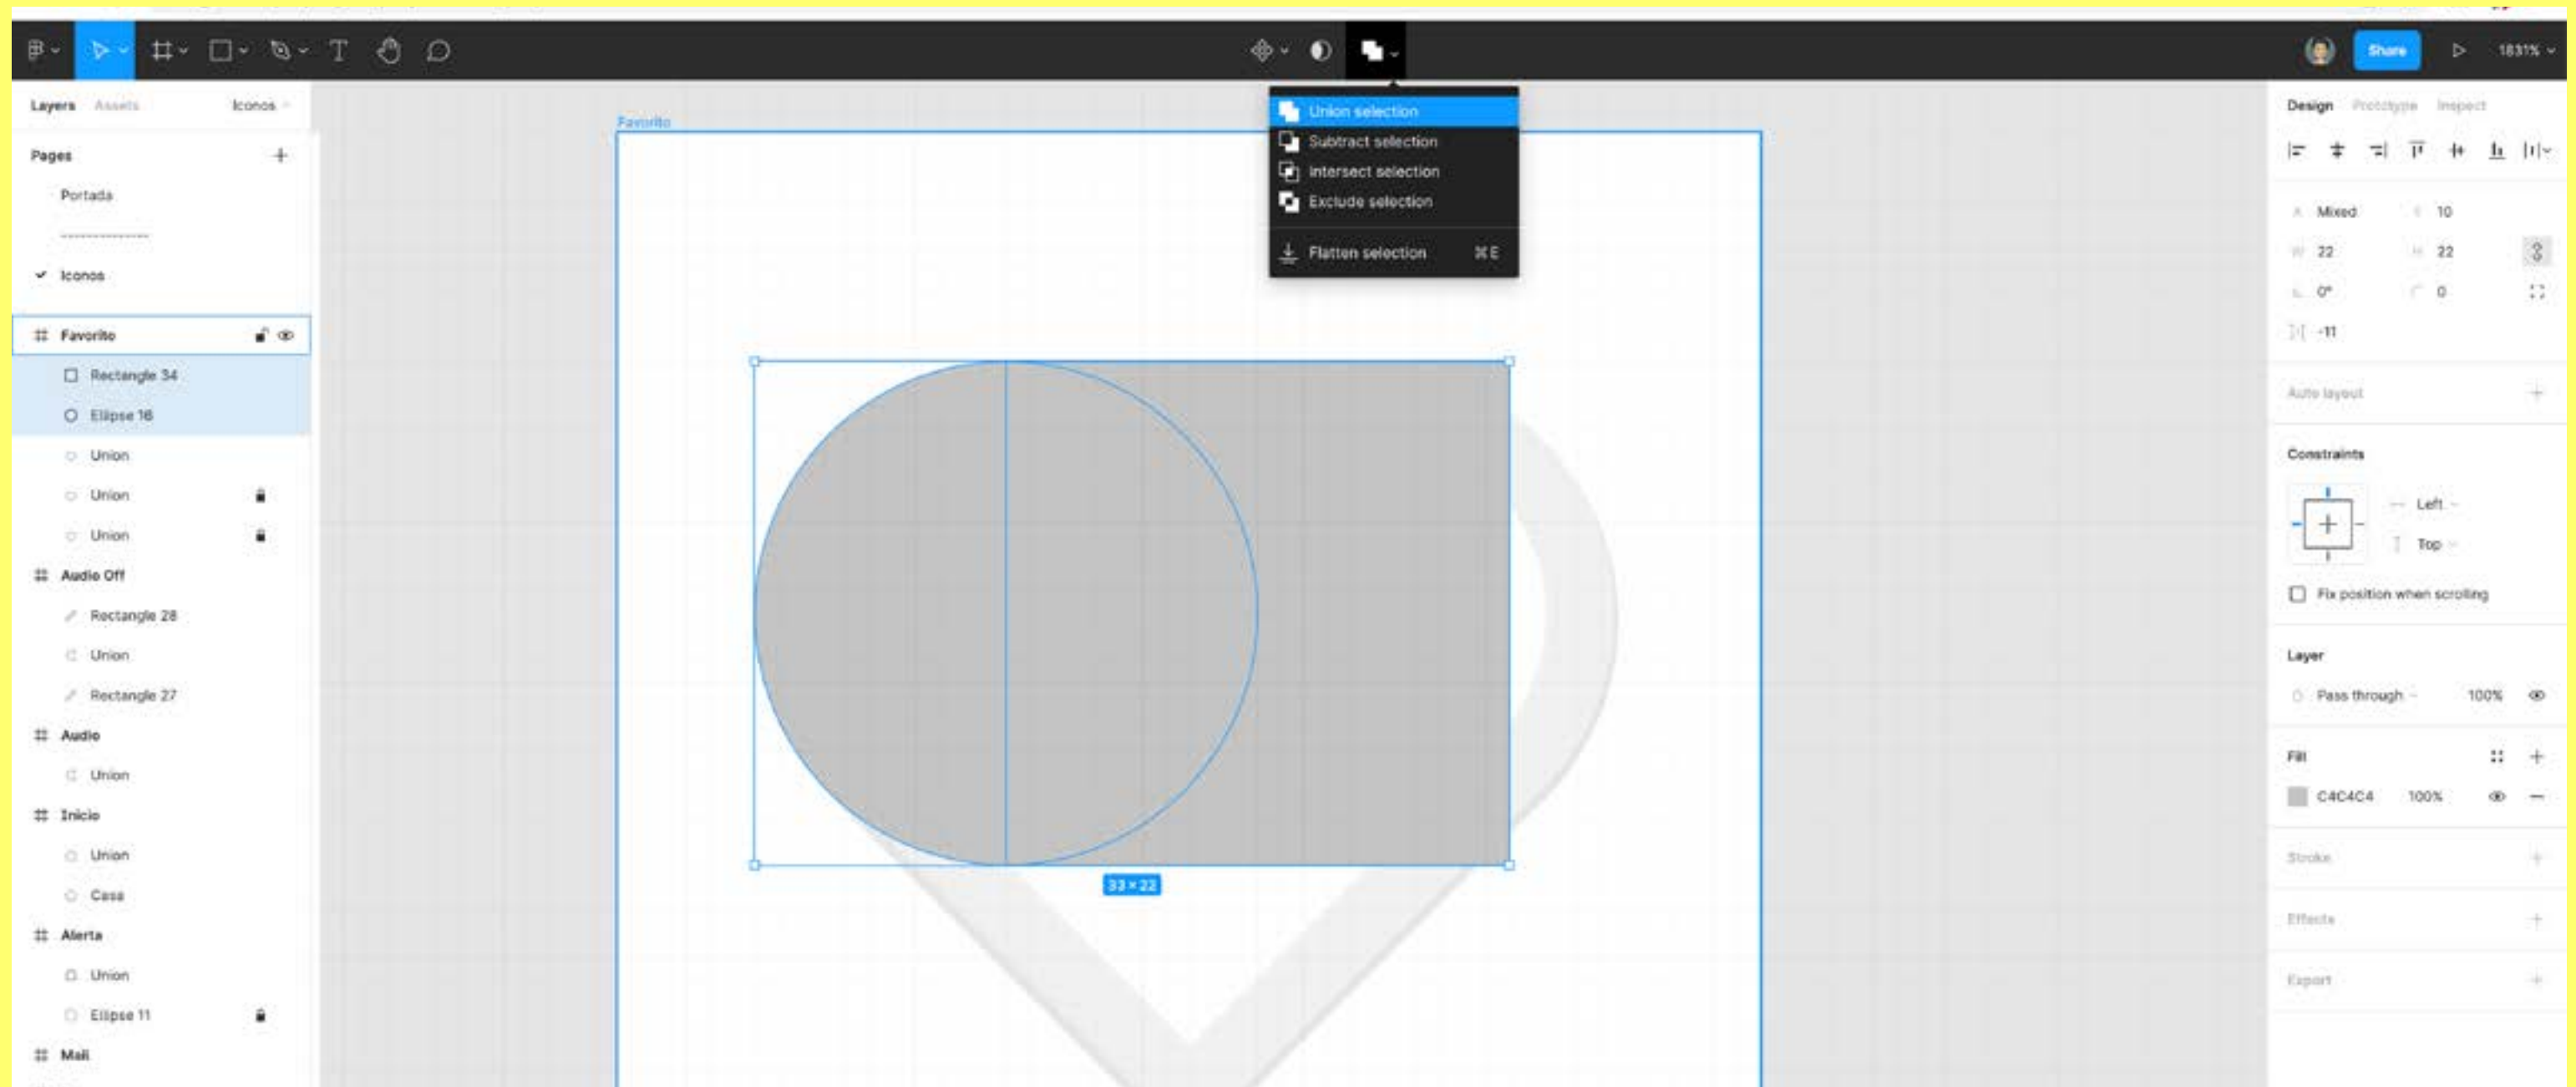 Share
1831%
Layers Assets Iconos
Pages
Portada
---------------
Iconos
Favorito
Rectangle 34
Ellipse 16
Union
Union
Union
Audio Off
Rectangle 28
Union
Rectangle 27
Audio
Union
Inicio
Union
Casa
Alerta
Union
Ellipse 11
Mail
Favorito
Union selection
Subtract selection
Intersect selection
Exclude selection
Flatten selection ⌘E
33 × 22
Design Prototype Inspect
X Mixed Y 10
W 22 H 22
0° 0
-11
Auto layout
Constraints
Left
Top
Fix position when scrolling
Layer
Pass through 100%
Fill
C4C4C4 100%
Stroke
Effects
Export